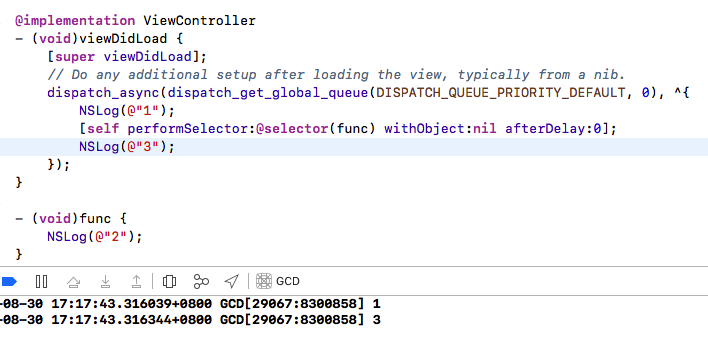 @implementation ViewController
- (void)viewDidLoad {
[super viewDidLoad];
// Do any additional setup after loading the view, typically from a nib.
dispatch_async(dispatch_get_global_queue(DISPATCH_QUEUE_PRIORITY_DEFAULT, 0), ^{
NSLog(@"1");
[self performSelector:@selector(func) withObject:nil afterDelay:0];
NSLog(@"3");
});
}
- (void)func {
NSLog(@"2");
}
GCD
-08-30 17:17:43.316039+0800 GCD[29067:8300858] 1
-08-30 17:17:43.316344+0800 GCD[29067:8300858] 3